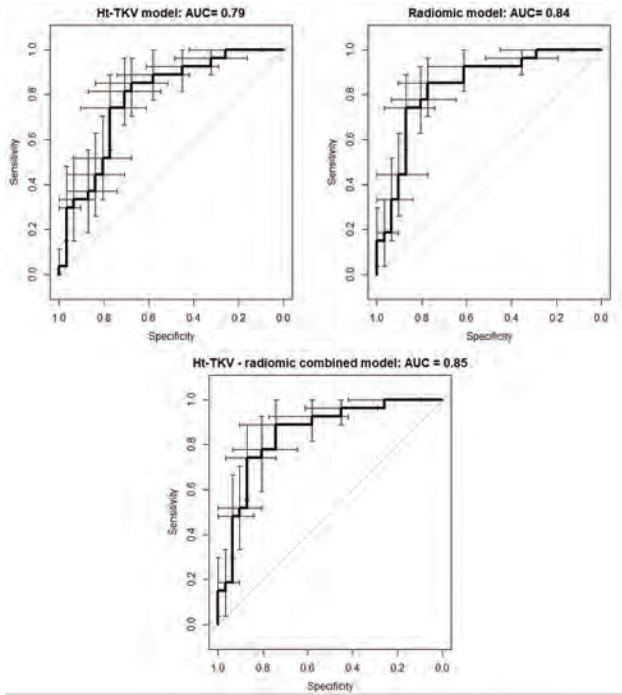 Ht-TKV model: AUC= 0.79
Sensitivity
1.0
0.8
0.6
0.4
0.2
0.0
1.0 0.8 0.6 0.4 0.2 0.0
Specificity
Radiomic model: AUC= 0.84
Sensitivity
1.0
0.8
0.6
0.4
0.2
0.0
1.0 0.8 0.6 0.4 0.2 0.0
Specificity
Ht-TKV - radiomic combined model: AUC = 0.85
Sensitivity
1.0
0.8
0.6
0.4
0.2
0.0
1.0 0.8 0.6 0.4 0.2 0.0
Specificity